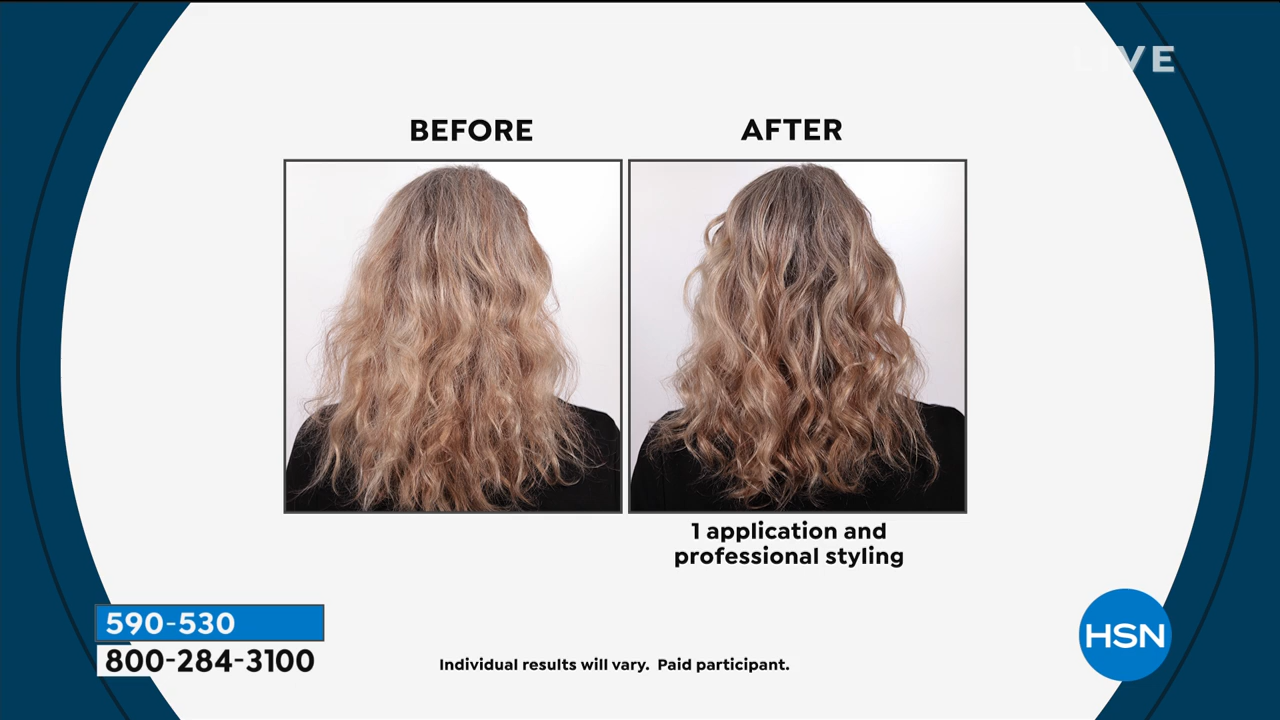 LIVE
BEFORE
AFTER
1 application and
professional styling
590-530
800-284-3100
Individual results will vary. Paid participant.
HSN